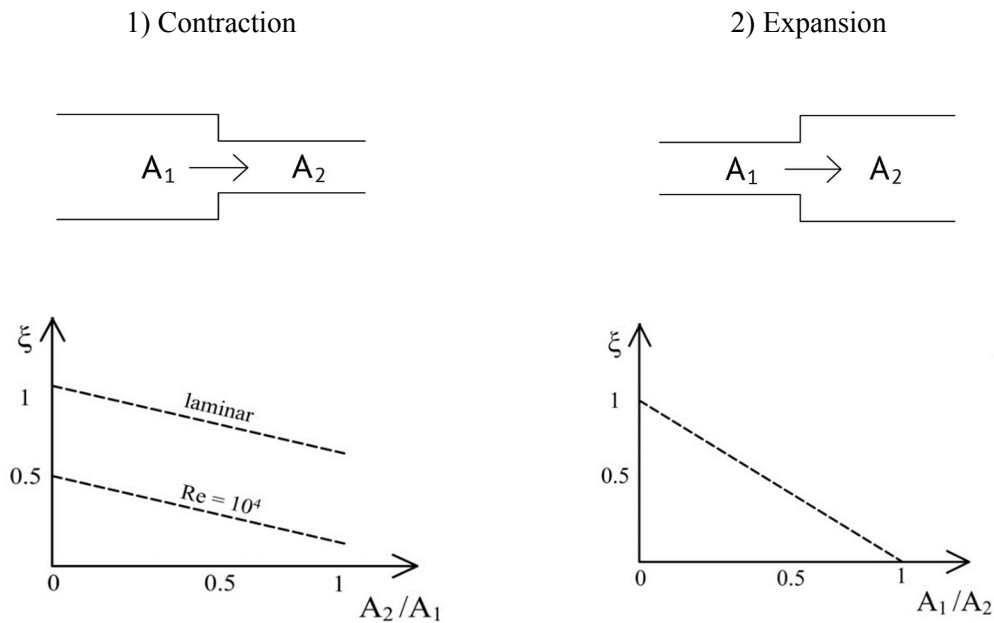 1) Contraction
2) Expansion
A₁
A₂
A₁
A₂
ξ
1
0.5
laminar
Re = 10⁴
0
0.5
1
A₂/A₁
ξ
1
0.5
0
0.5
1
A₁/A₂